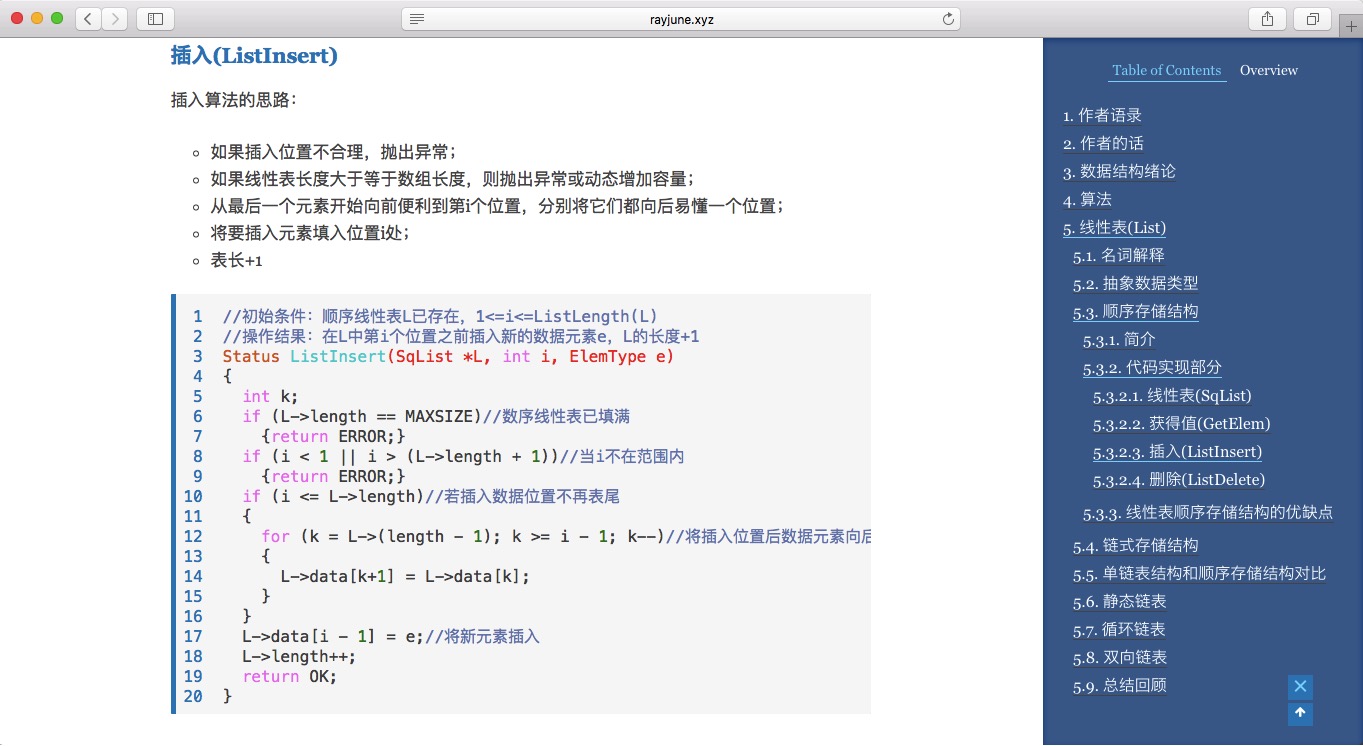 rayjune.xyz
插入(ListInsert)
插入算法的思路：
如果插入位置不合理，抛出异常；
如果线性表长度大于等于数组长度，则抛出异常或动态增加容量；
从最后一个元素开始向前便利到第i个位置，分别将它们都向后易懂一个位置；
将要插入元素填入位置i处；
表长+1
1 //初始条件：顺序线性表L已存在，1<=i<=ListLength(L)
2 //操作结果：在L中第i个位置之前插入新的数据元素e，L的长度+1
3 Status ListInsert(SqList *L, int i, ElemType e)
4 {
5   int k;
6   if (L->length == MAXSIZE)//数序线性表已填满
7     {return ERROR;}
8   if (i < 1 || i > (L->length + 1))//当i不在范围内
9     {return ERROR;}
10   if (i <= L->length)//若插入数据位置不再表尾
11   {
12     for (k = L->(length - 1); k >= i - 1; k--)//将插入位置后数据元素向后
13     {
14       L->data[k+1] = L->data[k];
15     }
16   }
17   L->data[i - 1] = e;//将新元素插入
18   L->length++;
19   return OK;
20 }
Table of Contents Overview
1. 作者语录
2. 作者的话
3. 数据结构绪论
4. 算法
5. 线性表(List)
5.1. 名词解释
5.2. 抽象数据类型
5.3. 顺序存储结构
5.3.1. 简介
5.3.2. 代码实现部分
5.3.2.1. 线性表(SqList)
5.3.2.2. 获得值(GetElem)
5.3.2.3. 插入(ListInsert)
5.3.2.4. 删除(ListDelete)
5.3.3. 线性表顺序存储结构的优缺点
5.4. 链式存储结构
5.5. 单链表结构和顺序存储结构对比
5.6. 静态链表
5.7. 循环链表
5.8. 双向链表
5.9. 总结回顾